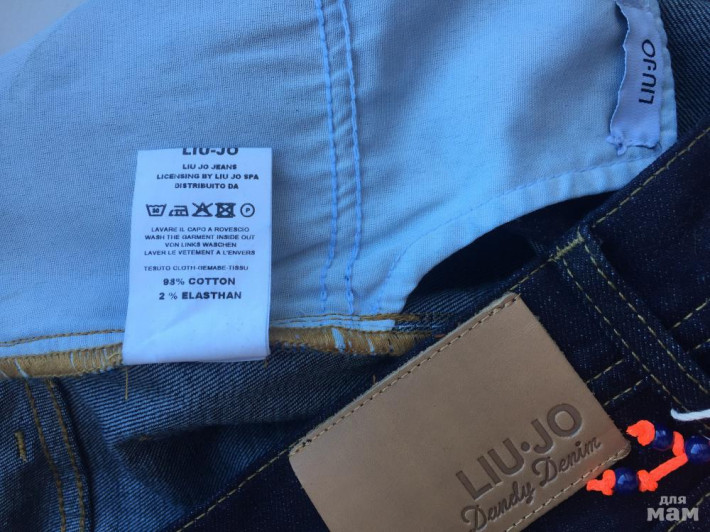 LIU-JO
LIU JO JEANS
LICENSING BY LIU JO SPA
DISTRIBUITO DA
LAVARE IL CAPO A ROVESCIO
WASH THE GARMENT INSIDE OUT
VON LINKS WASCHEN
LAVER LE VETEMENT A L'ENVERS
TESUTO CLOTH-REMABE-TISSU
98% COTTON
2 % ELASTHAN
LIU·JO
LIU·JO
Dandy Denim
для
мам